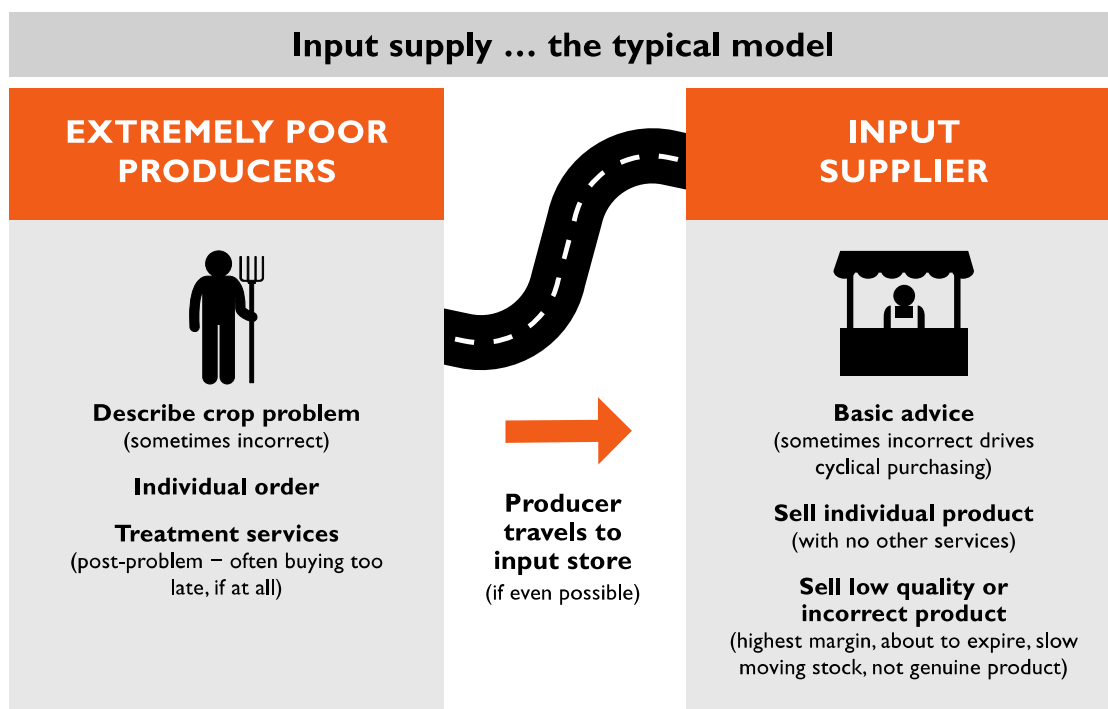 Input supply … the typical model
EXTREMELY POOR
PRODUCERS
Describe crop problem
(sometimes incorrect)
Individual order
Treatment services
(post-problem – often buying too
late, if at all)
Producer
travels to
input store
(if even possible)
INPUT
SUPPLIER
Basic advice
(sometimes incorrect drives
cyclical purchasing)
Sell individual product
(with no other services)
Sell low quality or
incorrect product
(highest margin, about to expire, slow
moving stock, not genuine product)